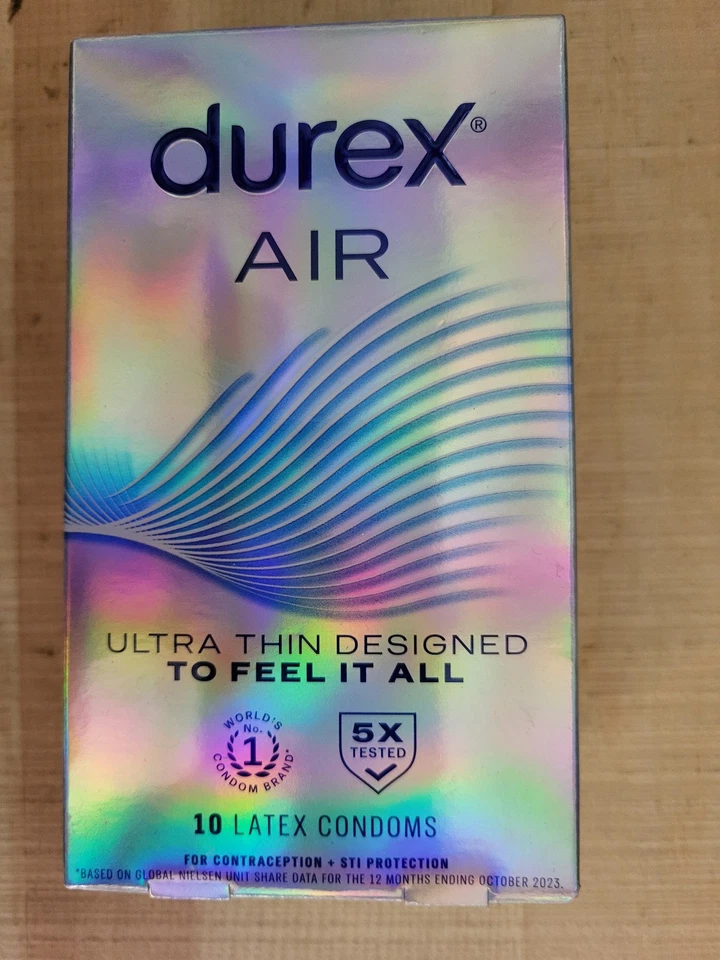 durex®
AIR
ULTRA THIN DESIGNED
TO FEEL IT ALL
WORLD'S
No.
1
CONDOM BRAND*
5X
TESTED
10 LATEX CONDOMS
FOR CONTRACEPTION + STI PROTECTION
*BASED ON GLOBAL NIELSEN UNIT SHARE DATA FOR THE 12 MONTHS ENDING OCTOBER 2023.